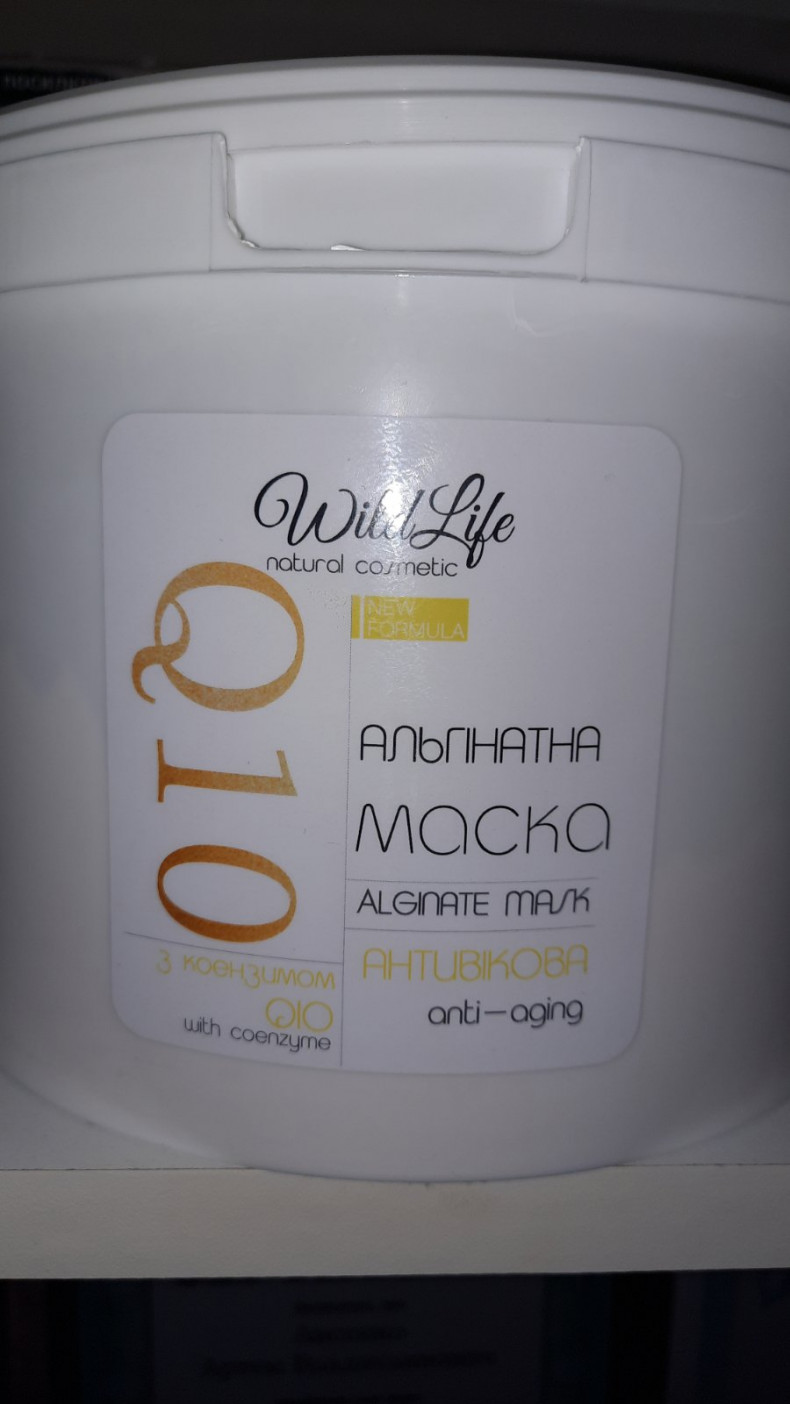 Wild Life
natural cosmetic
Q10
NEW
FORMULA
АЛЬГІНАТНА
МАСКА
ALGINATE MASK
АНТИВІКОВА
anti-aging
з коензимом
Q10
with coenzyme